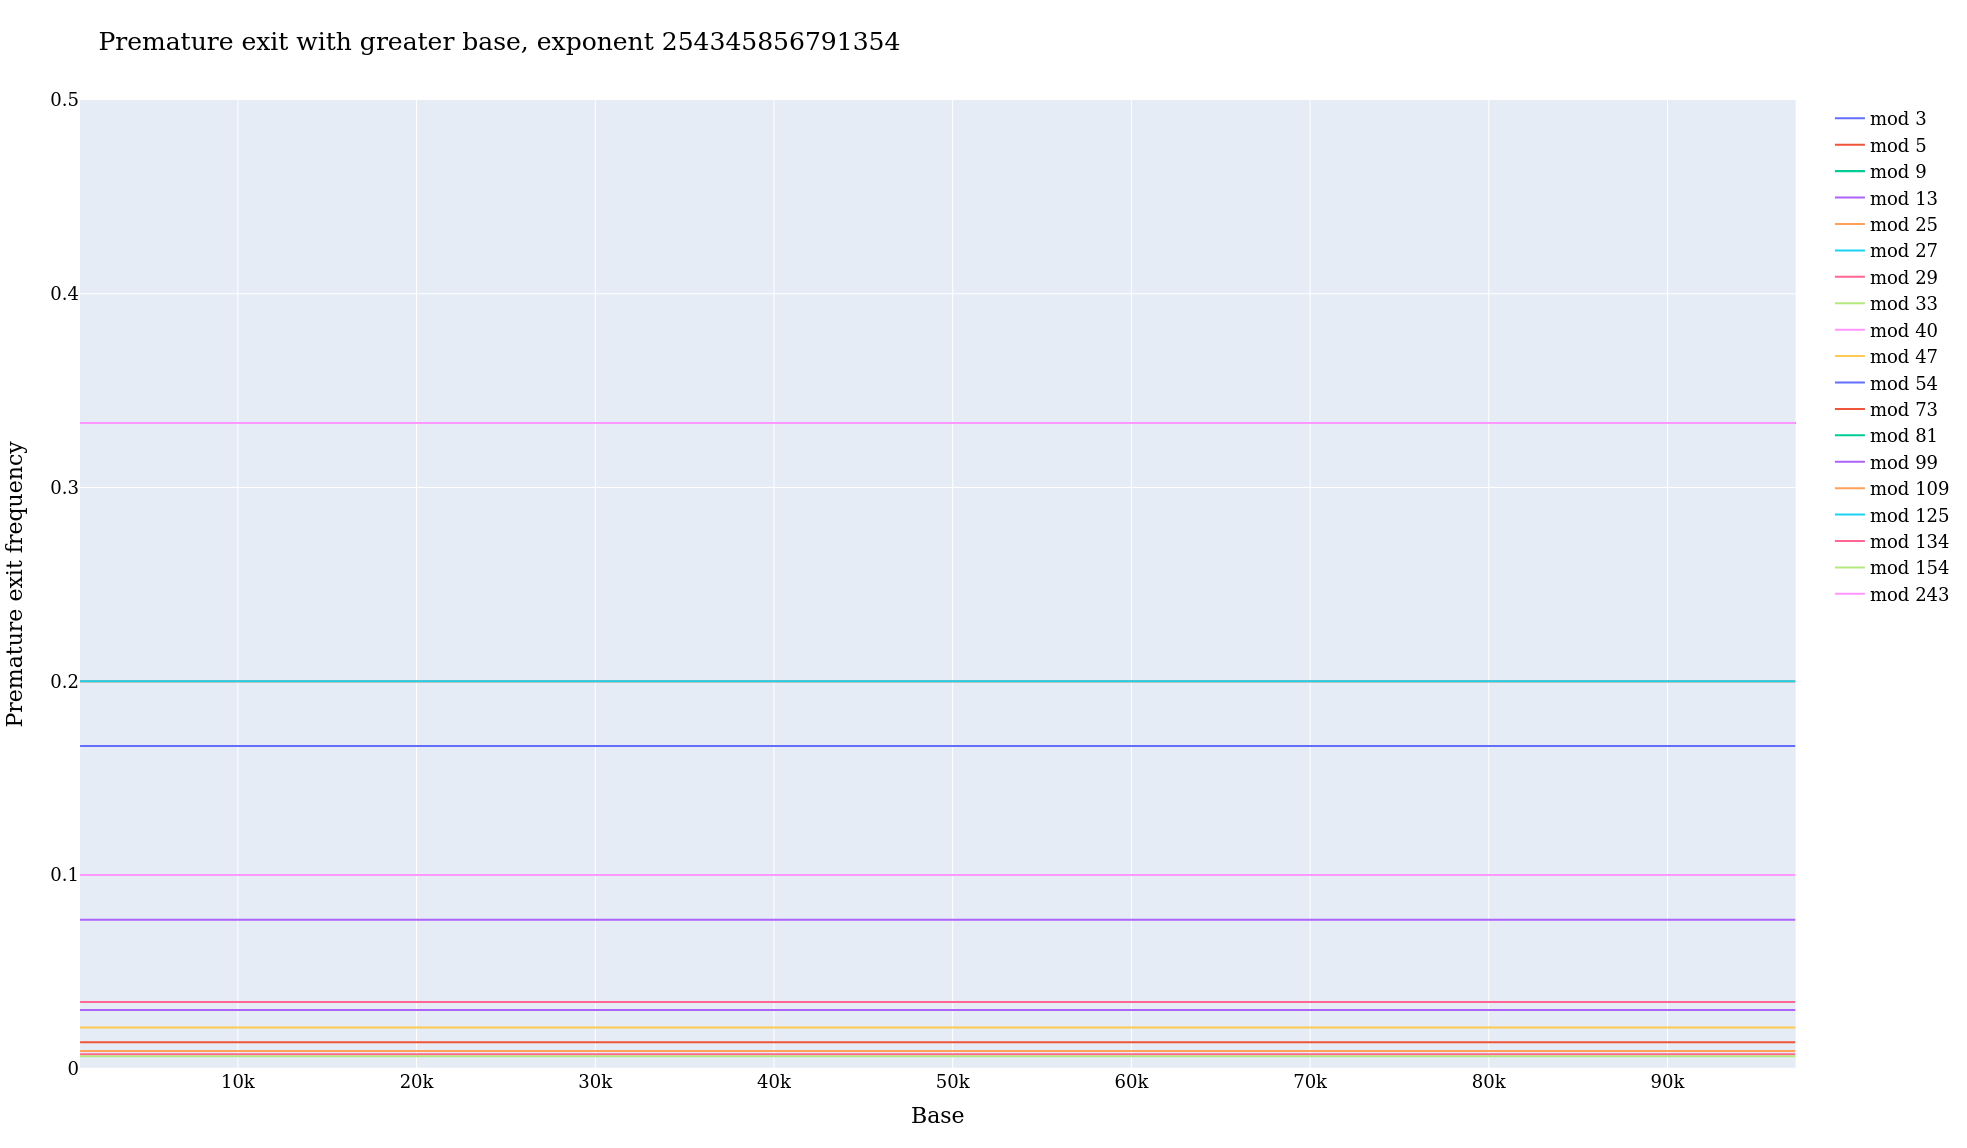 Premature exit with greater base, exponent 254345856791354
0.5
0.4
0.3
0.2
0.1
0
Premature exit frequency
10k
20k
30k
40k
50k
60k
70k
80k
90k
Base
mod 3
mod 5
mod 9
mod 13
mod 25
mod 27
mod 29
mod 33
mod 40
mod 47
mod 54
mod 73
mod 81
mod 99
mod 109
mod 125
mod 134
mod 154
mod 243